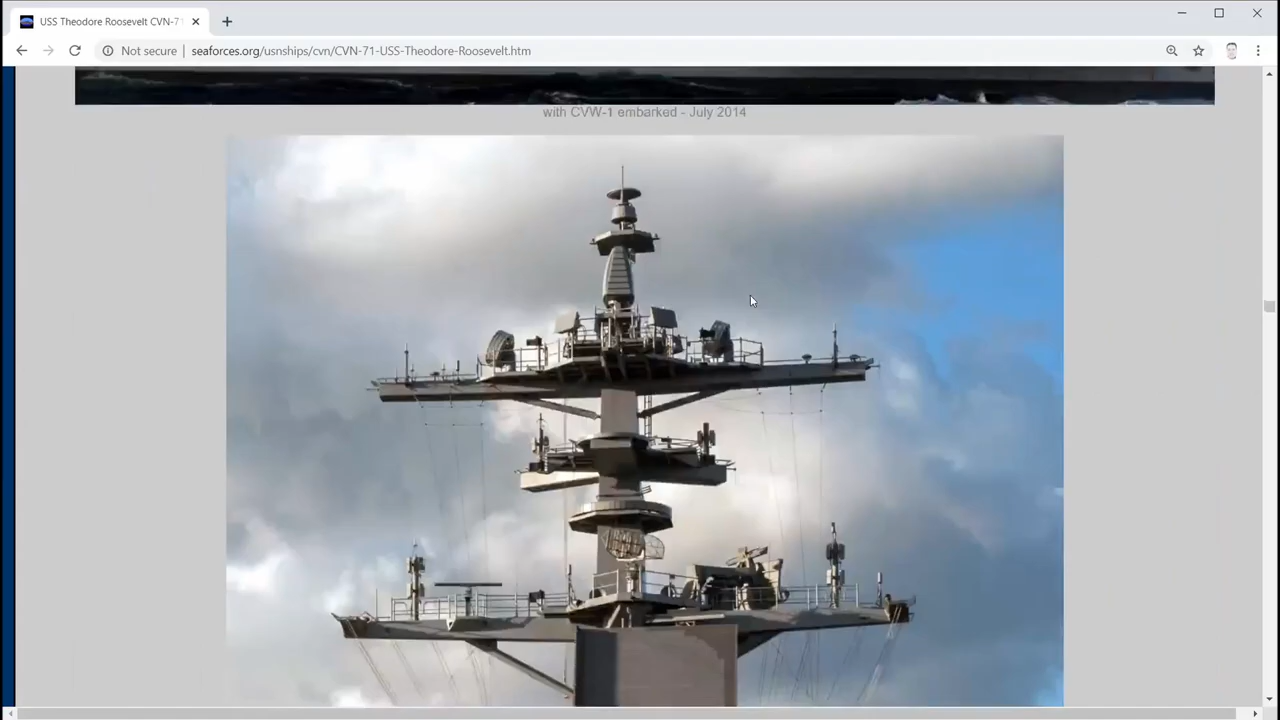 USS Theodore Roosevelt CVN-71
Not secure | seaforces.org/usnships/cvn/CVN-71-USS-Theodore-Roosevelt.htm
with CVW-1 embarked - July 2014